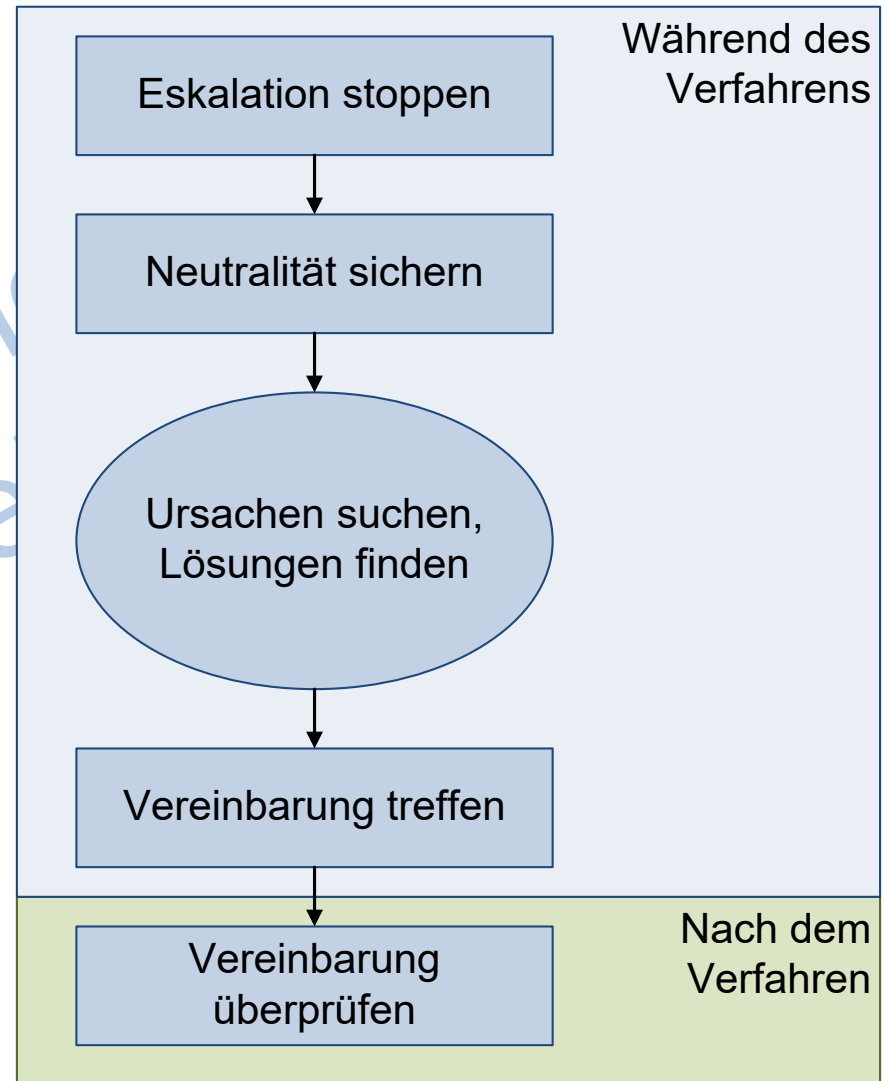 Während des
Verfahrens
Eskalation stoppen
Neutralität sichern
Ursachen suchen,
Lösungen finden
Vereinbarung treffen
Nach dem
Verfahren
Vereinbarung
überprüfen